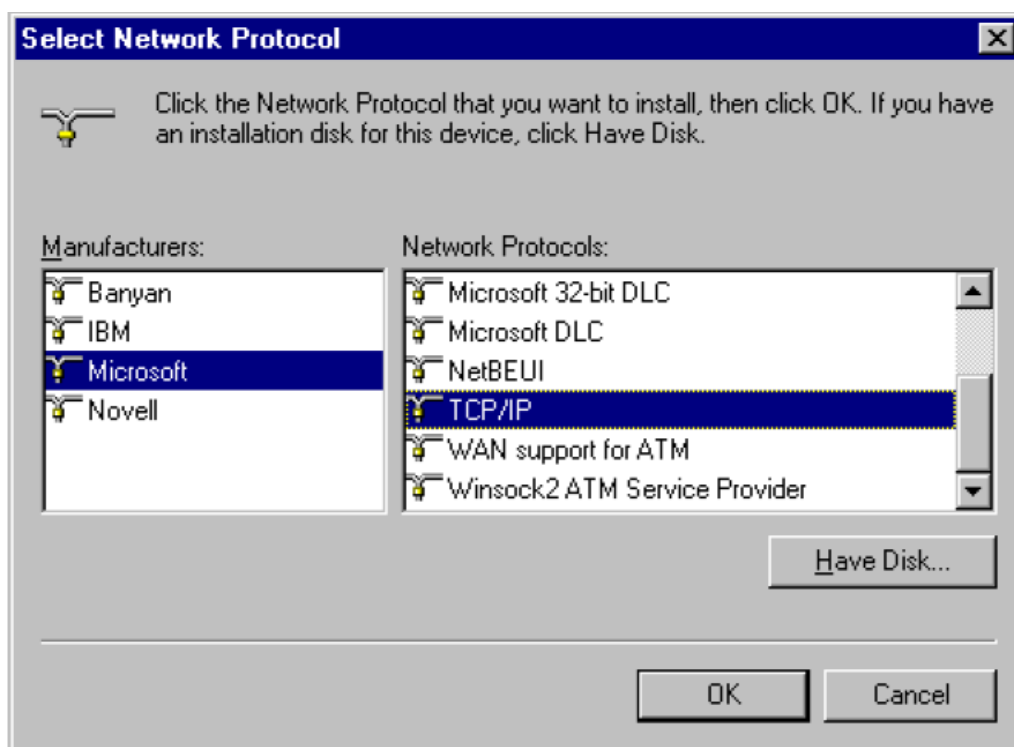 Select Network Protocol
Click the Network Protocol that you want to install, then click OK. If you have
an installation disk for this device, click Have Disk.
Manufacturers:
Banyan
IBM
Microsoft
Novell
Network Protocols:
Microsoft 32-bit DLC
Microsoft DLC
NetBEUI
TCP/IP
WAN support for ATM
Winsock2 ATM Service Provider
Have Disk...
OK
Cancel